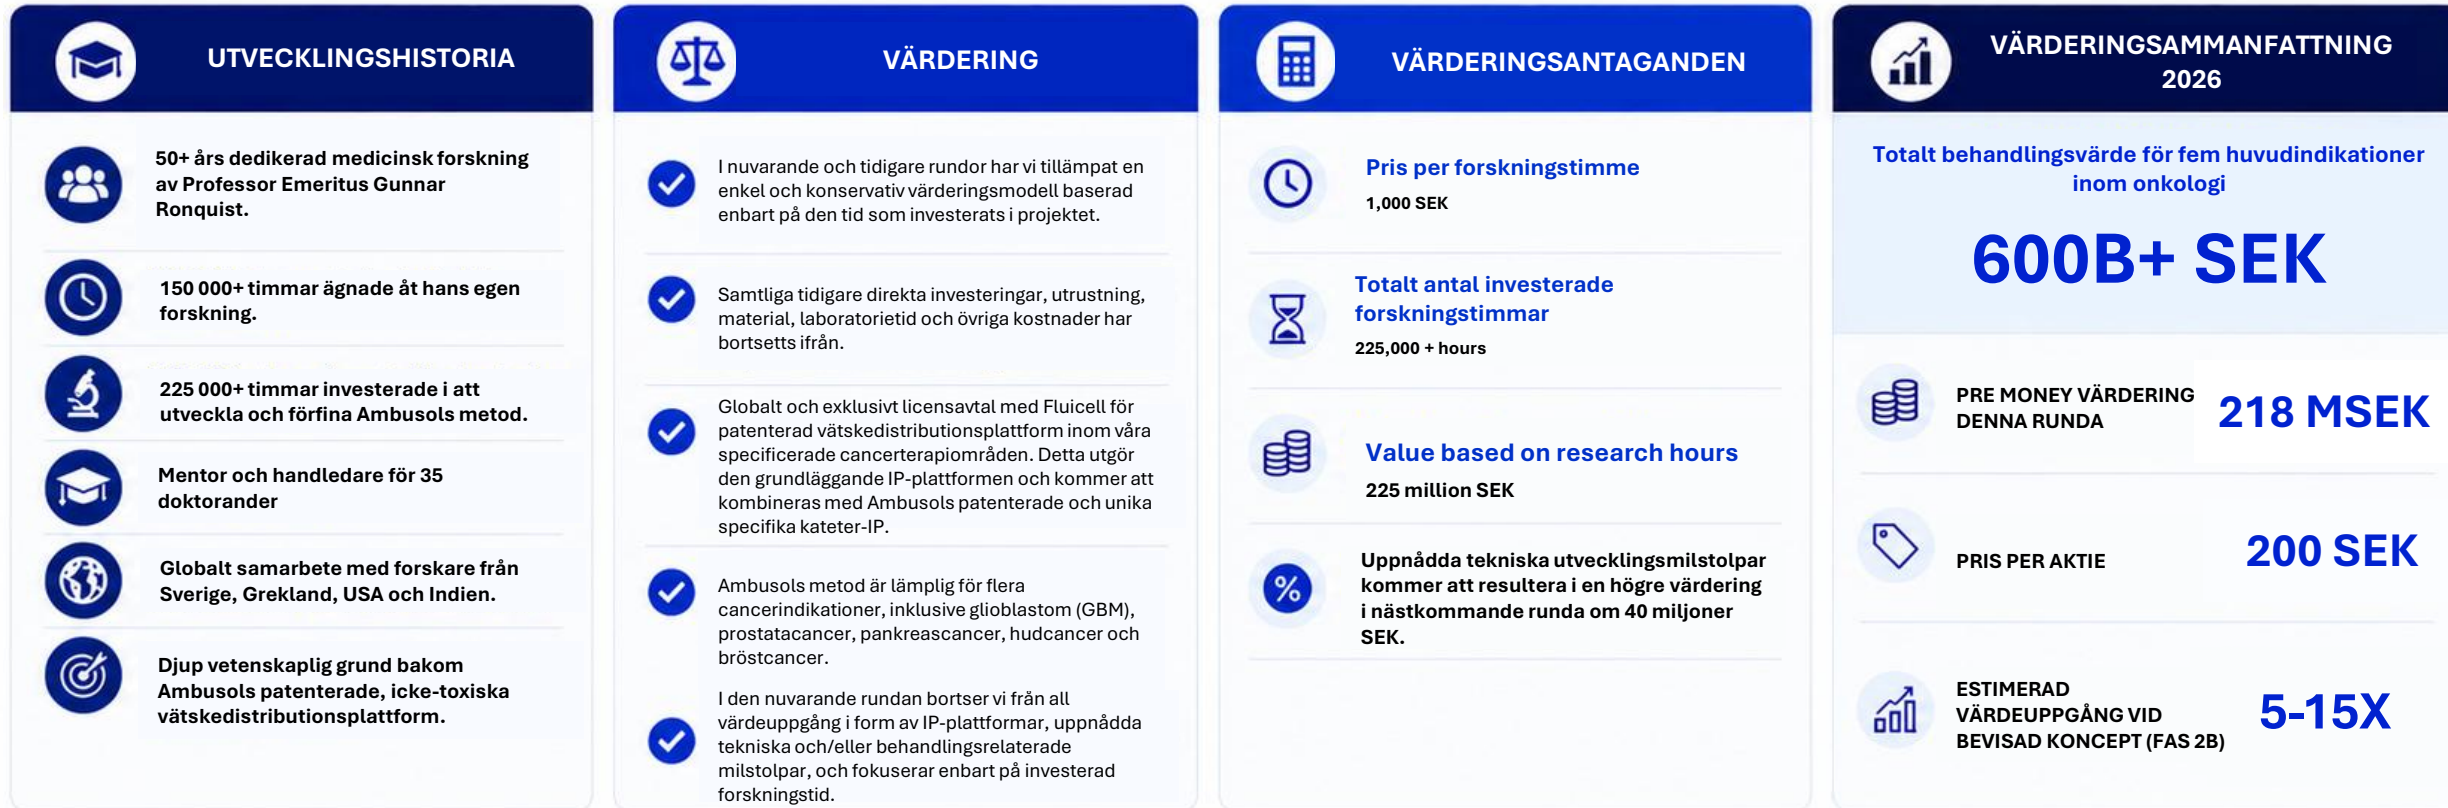 UTVECKLINGSHISTORIA
50+ års dedikerad medicinsk forskning
av Professor Emeritus Gunnar
Ronquist.
150 000+ timmar ägnade åt hans egen
forskning.
225 000+ timmar investerade i att
utveckla och förfina Ambusols metod.
Mentor och handledare för 35
doktorander
Globalt samarbete med forskare från
Sverige, Grekland, USA och Indien.
Djup vetenskaplig grund bakom
Ambusols patenterade, icke-toxiska
vätskedistributionsplattform.
VÄRDERING
I nuvarande och tidigare rundor har vi tillämpat en
enkel och konservativ värderingsmodell baserad
enbart på den tid som investerats i projektet.
Samtliga tidigare direkta investeringar, utrustning,
material, laboratorietid och övriga kostnader har
bortsetts ifrån.
Globalt och exklusivt licensavtal med Fluicell för
patenterad vätskedistributionsplattform inom våra
specificerade cancerterapiområden. Detta utgör
den grundläggande IP-plattformen och kommer att
kombineras med Ambusols patenterade och unika
specifika kateter-IP.
Ambusols metod är lämplig för flera
cancerindikationer, inklusive glioblastom (GBM),
prostatacancer, pankreascancer, hudcancer och
bröstcancer.
I den nuvarande rundan bortser vi från all
värdeuppgång i form av IP-plattformar, uppnådda
tekniska och/eller behandlingsrelaterade
milstolpar, och fokuserar enbart på investerad
forskningstid.
VÄRDERINGSANTAGANDEN
Pris per forskningstimme
1,000 SEK
Totalt antal investerade
forskningstimmar
225,000 + hours
Value based on research hours
225 million SEK
%
Uppnådda tekniska utvecklingsmilstolpar
kommer att resultera i en högre värdering
i nästkommande runda om 40 miljoner
SEK.
VÄRDERINGSAMMANFATTNING
2026
Totalt behandlingsvärde för fem huvudindikationer
inom onkologi
600B+ SEK
PRE MONEY VÄRDERING
DENNA RUNDA
218 MSEK
PRIS PER AKTIE
200 SEK
ESTIMERAD
VÄRDEUPPGÅNG VID
BEVISAD KONCEPT (FAS 2B)
5-15X